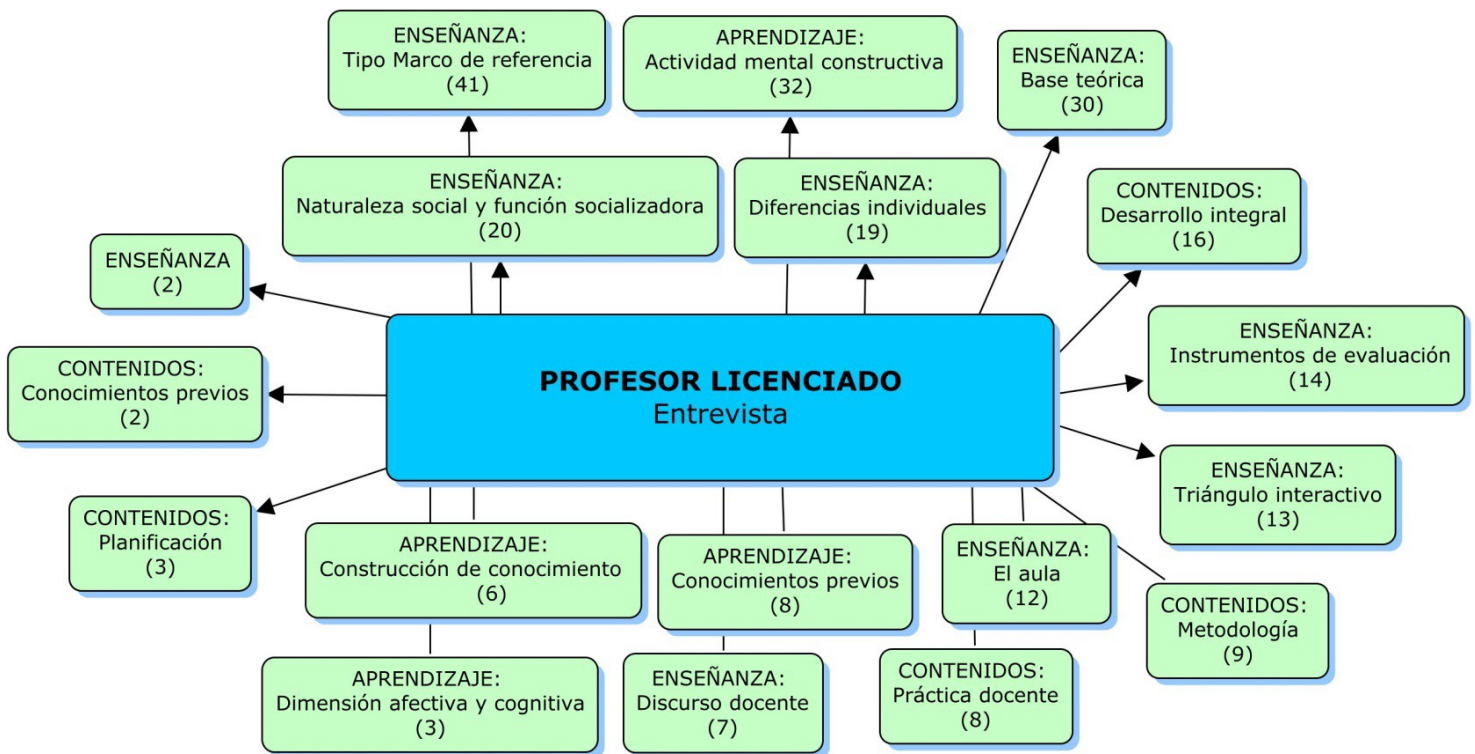 ENSEÑANZA:
Tipo Marco de referencia
(41)
APRENDIZAJE:
Actividad mental constructiva
(32)
ENSEÑANZA:
Base teórica
(30)
ENSEÑANZA:
Naturaleza social y función socializadora
(20)
ENSEÑANZA:
Diferencias individuales
(19)
CONTENIDOS:
Desarrollo integral
(16)
ENSEÑANZA
(2)
ENSEÑANZA:
Instrumentos de evaluación
(14)
CONTENIDOS:
Conocimientos previos
(2)
PROFESOR LICENCIADO
Entrevista
ENSEÑANZA:
Triángulo interactivo
(13)
CONTENIDOS:
Planificación
(3)
APRENDIZAJE:
Construcción de conocimiento
(6)
APRENDIZAJE:
Conocimientos previos
(8)
ENSEÑANZA:
El aula
(12)
CONTENIDOS:
Metodología
(9)
APRENDIZAJE:
Dimensión afectiva y cognitiva
(3)
ENSEÑANZA:
Discurso docente
(7)
CONTENIDOS:
Práctica docente
(8)